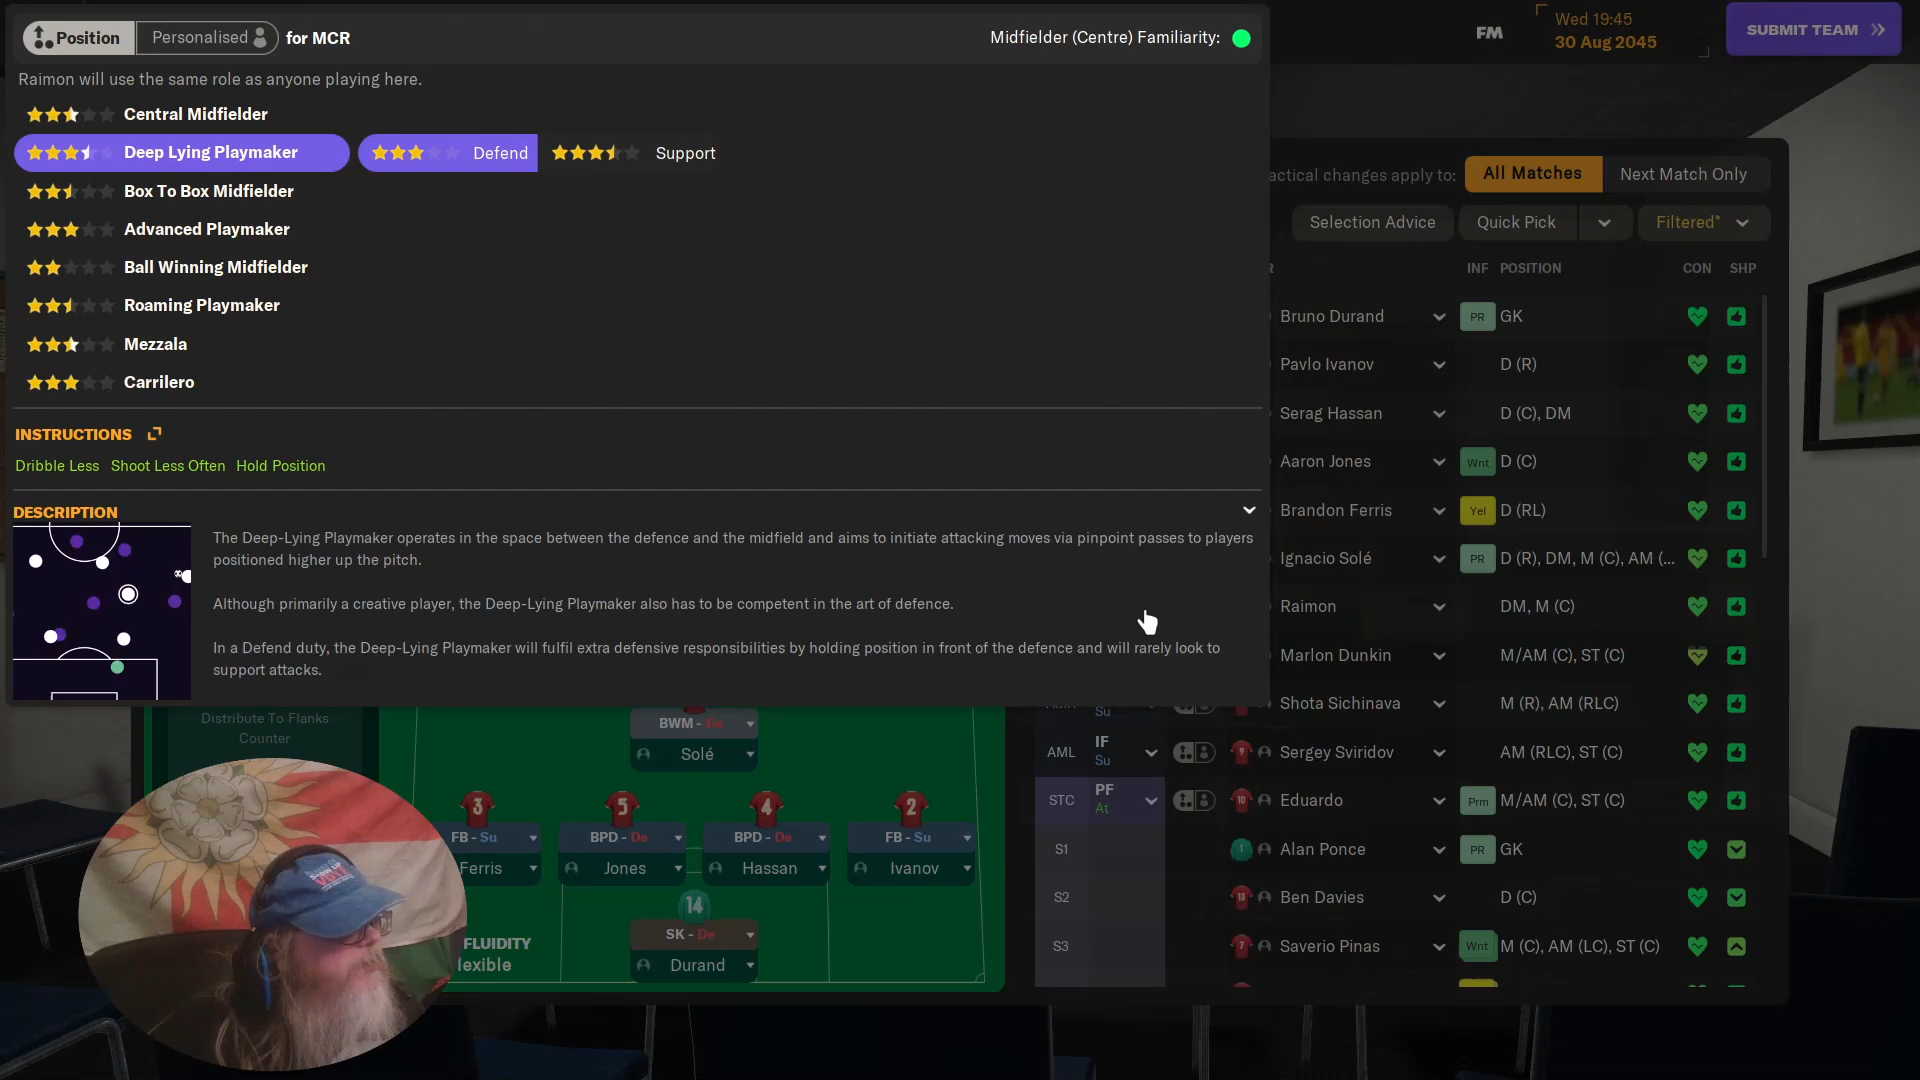 Position Personalised for MCR
Midfielder (Centre) Familiarity:
Raimon will use the same role as anyone playing here.
Central Midfielder
Deep Lying Playmaker Defend Support
Box To Box Midfielder
Advanced Playmaker
Ball Winning Midfielder
Roaming Playmaker
Mezzala
Carrilero
INSTRUCTIONS
Dribble Less Shoot Less Often Hold Position
DESCRIPTION
The Deep-Lying Playmaker operates in the space between the defence and the midfield and aims to initiate attacking moves via pinpoint passes to players
positioned higher up the pitch.
Although primarily a creative player, the Deep-Lying Playmaker also has to be competent in the art of defence.
In a Defend duty, the Deep-Lying Playmaker will fulfil extra defensive responsibilities by holding position in front of the defence and will rarely look to
support attacks.
FM
Wed 19:45
30 Aug 2045
SUBMIT TEAM
actical changes apply to: All Matches Next Match Only
Selection Advice Quick Pick Filtered*
INF POSITION CON SHP
Bruno Durand PR GK
Pavlo Ivanov D (R)
Serag Hassan D (C), DM
Aaron Jones Wnt D (C)
Brandon Ferris Yel D (RL)
Ignacio Solé PR D (R), DM, M (C), AM (...
Raimon DM, M (C)
Marlon Dunkin M/AM (C), ST (C)
Su Shota Sichinava M (R), AM (RLC)
AML IF Su 9 Sergey Sviridov AM (RLC), ST (C)
STC PF At 10 Eduardo Prm M/AM (C), ST (C)
S1 1 Alan Ponce PR GK
S2 13 Ben Davies D (C)
S3 7 Saverio Pinas Wnt M (C), AM (LC), ST (C)
Distribute To Flanks
Counter
BWM - De
Solé
3 5 4 2
FB - Su BPD - De BPD - De FB - Su
Ferris Jones Hassan Ivanov
14
SK - De
Durand
FLUIDITY
lexible